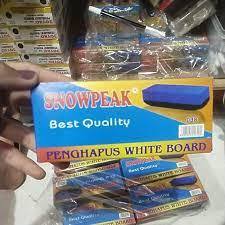 SNOWPEAK
Best Quality
PENGHAPUS WHITE BOARD